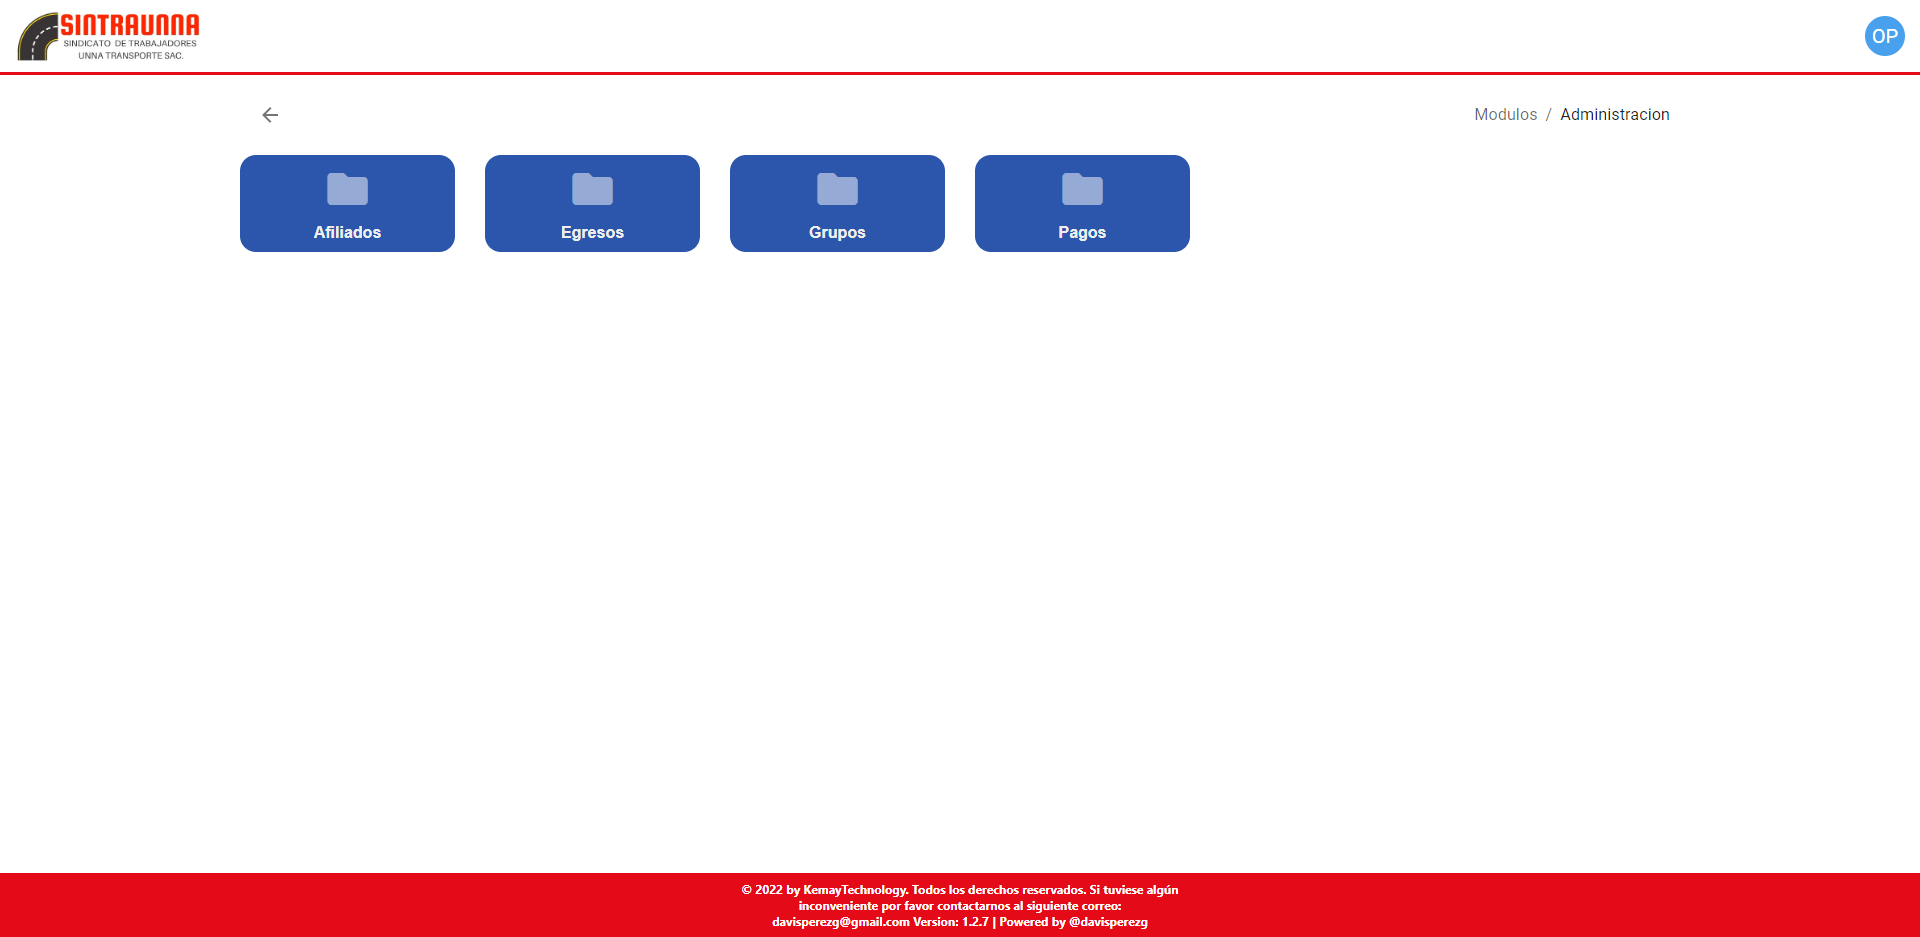 SINTRAUNNA
SINDICATO DE TRABAJADORES
UNNA TRANSPORTE SAC.
OP
Modulos / Administracion
Afiliados
Egresos
Grupos
Pagos
© 2022 by KemayTechnology. Todos los derechos reservados. Si tuviese algún
inconveniente por favor contactarnos al siguiente correo:
davisperezg@gmail.com Version: 1.2.7 | Powered by @davisperezg